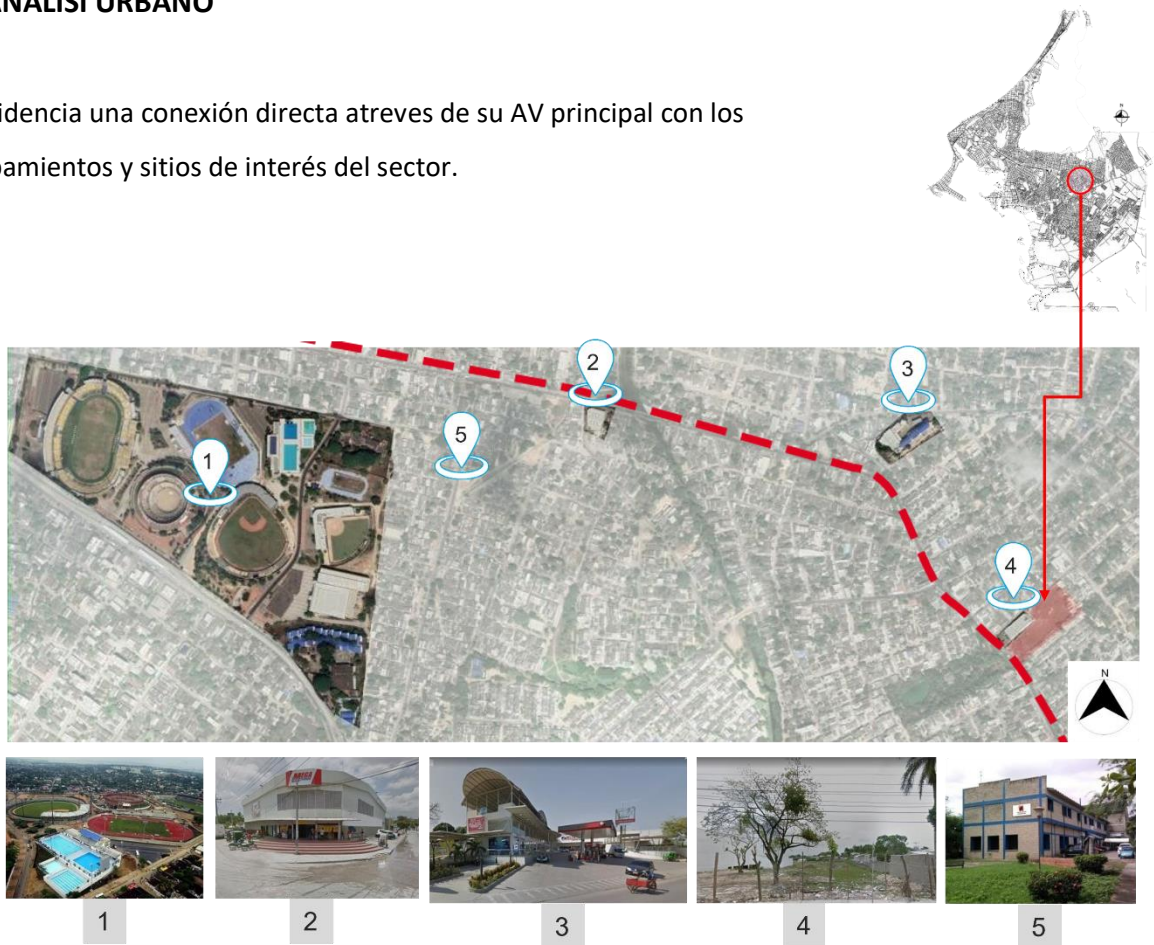 ANALISI URBANO
idencia una conexión directa atreves de su AV principal con los
amientos y sitios de interés del sector.
N
2
3
5
1
4
N
1
2
3
4
5